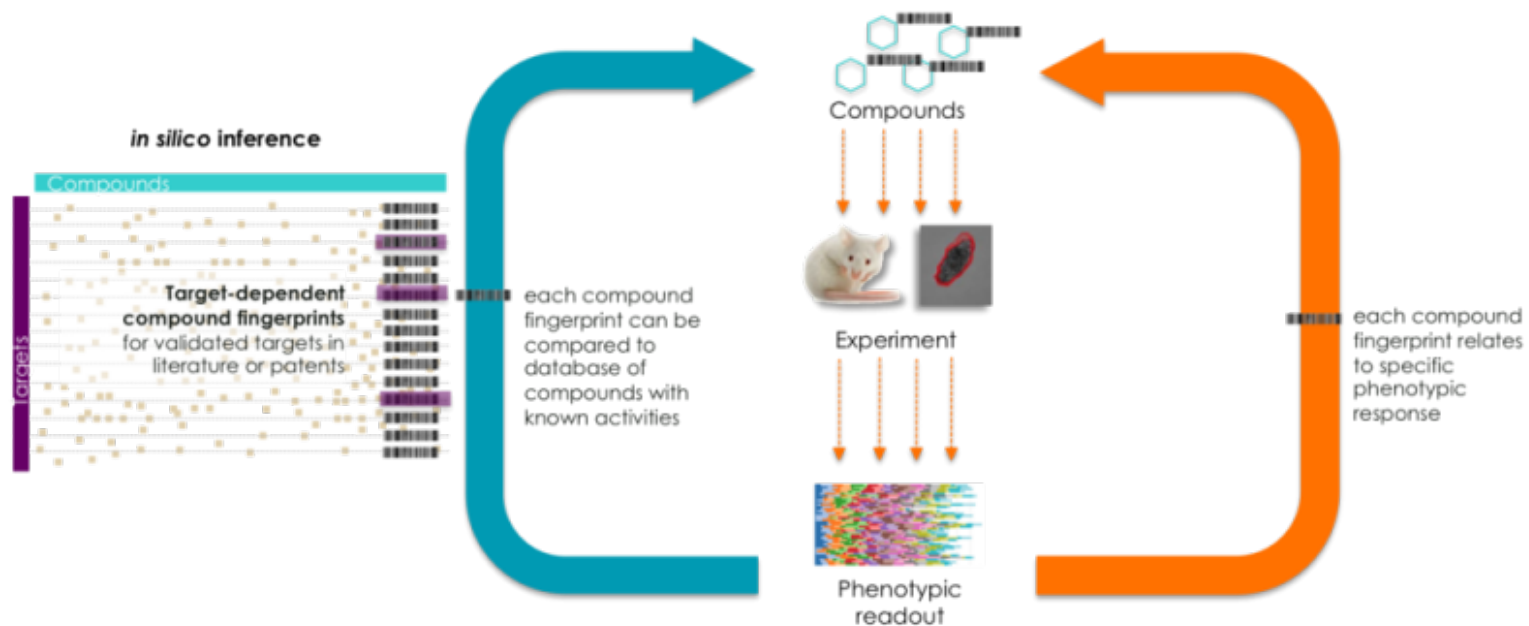 in silico inference
Compounds
Targets
Target-dependent
compound fingerprints
for validated targets in
literature or patents
each compound
fingerprint can be
compared to
database of
compounds with
known activities
Compounds
Experiment
Phenotypic
readout
each compound
fingerprint relates
to specific
phenotypic
response